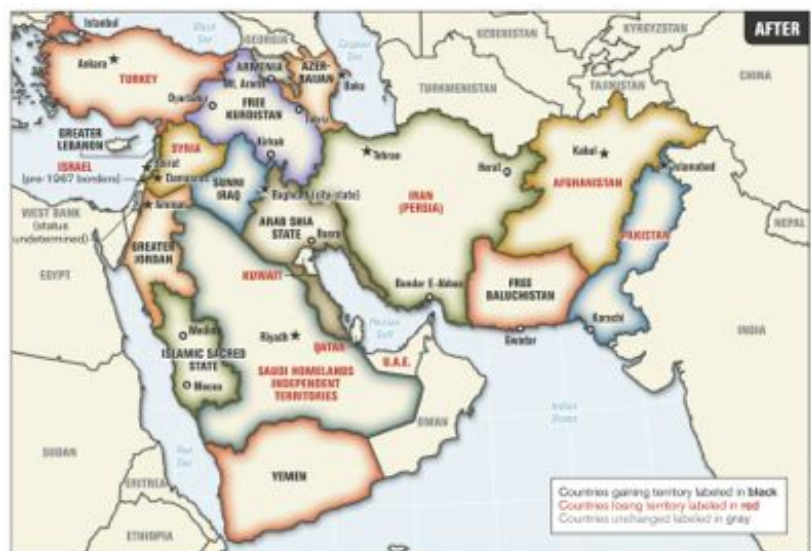 AFTER
Istanbul
Black
Sea
GEORGIA
Caspian
Sea
UZBEKISTAN
KYRGYZSTAN
Ankara
TURKEY
ARMENIA
Mt. Ararat
AZER-
BAIJAN
Baku
TURKMENISTAN
TAJIKISTAN
CHINA
Diyarbakir
FREE
KURDISTAN
Tabriz
GREATER
LEBANON
SYRIA
Kirkuk
Tehran
Herat
Kabul
Islamabad
ISRAEL
(pre-1967 borders)
Beirut
Damascus
SUNNI
IRAQ
Baghdad (city-state)
IRAN
(PERSIA)
AFGHANISTAN
WEST BANK
(status
undetermined)
Amman
ARAB SHIA
STATE
Basra
PAKISTAN
NEPAL
GREATER
JORDAN
EGYPT
KUWAIT
Bandar E-Abbas
FREE
BALUCHISTAN
Karachi
INDIA
Medina
ISLAMIC SACRED
STATE
Mecca
Riyadh
Persian
Gulf
QATAR
U.A.E.
Gwadar
SAUDI HOMELANDS
INDEPENDENT
TERRITORIES
OMAN
Indian
Ocean
SUDAN
Red
Sea
YEMEN
ERITREA
ETHIOPIA
Countries gaining territory labeled in black
Countries losing territory labeled in red
Countries unchanged labeled in gray